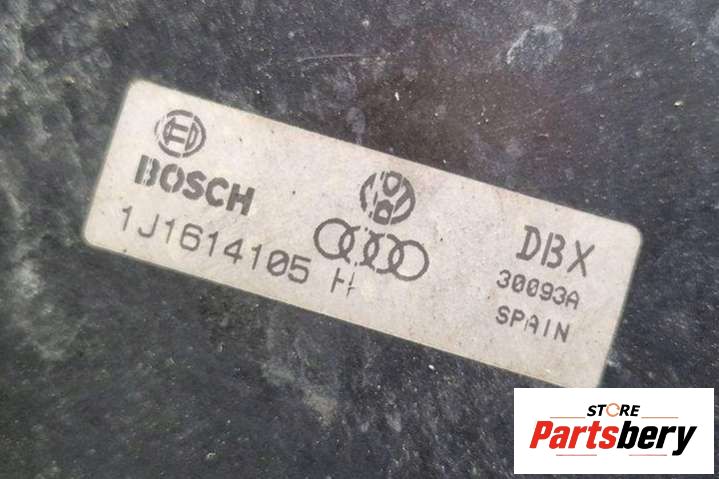 BOSCH
1J1614105 H
DBX
30093A
SPAIN
STORE
Partsbery